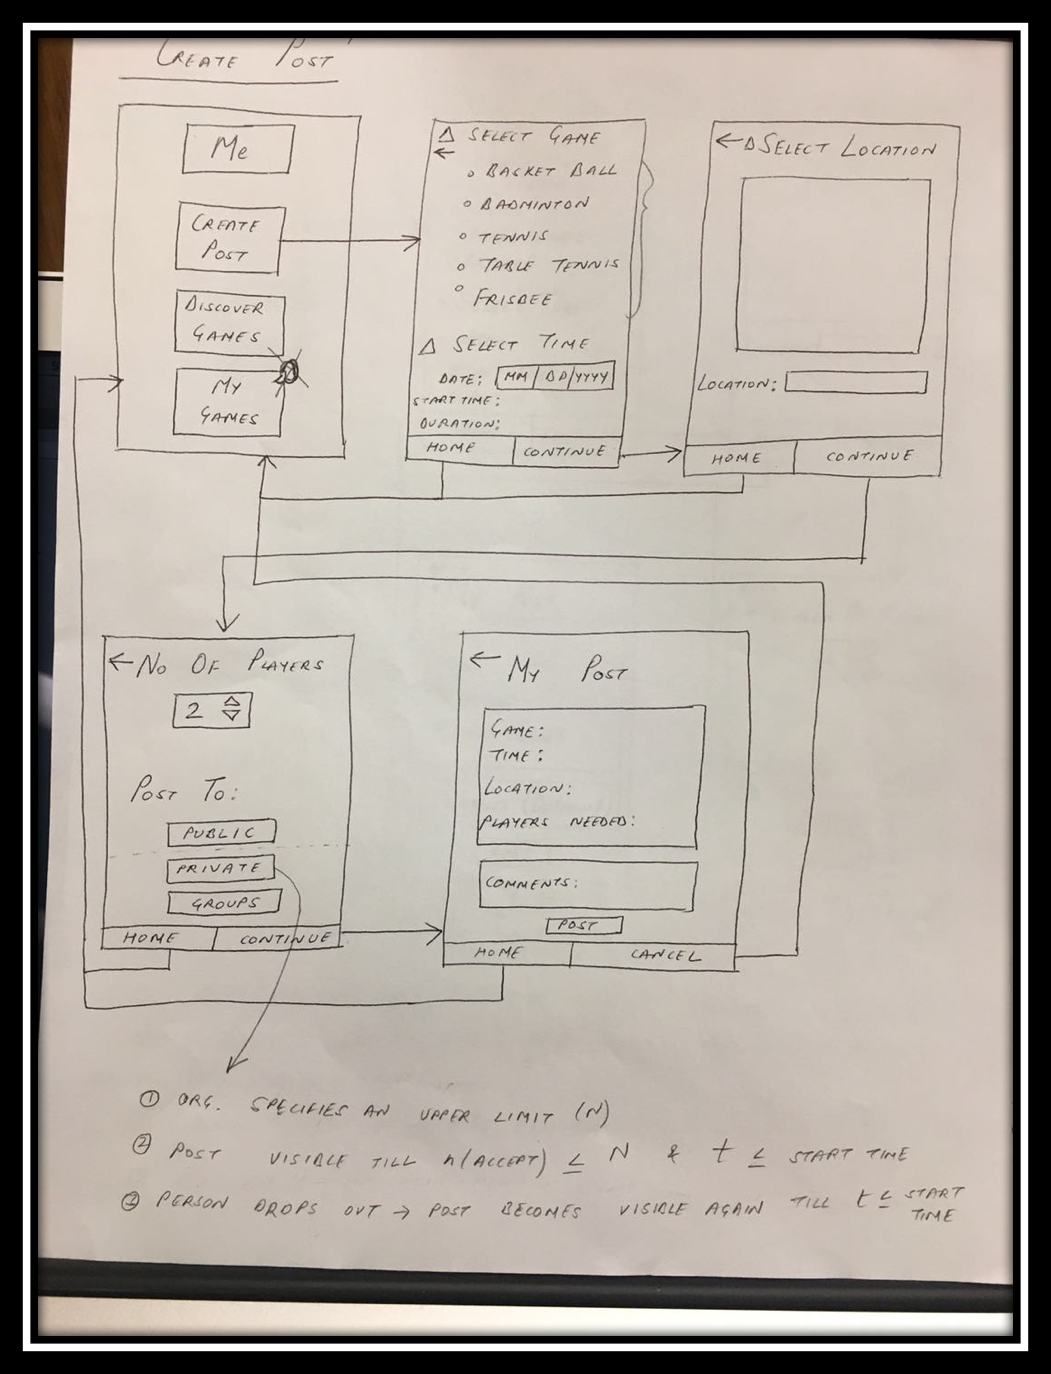 CREATE POST
Me
CREATE
POST
DISCOVER
GAMES
MY
GAMES
△ SELECT GAME
←
○ BASKET BALL
○ BADMINTON
○ TENNIS
○ TABLE TENNIS
○ FRISBEE
△ SELECT TIME
DATE: MM/DD/YYYY
START TIME:
DURATION:
HOME CONTINUE
← △ SELECT LOCATION
LOCATION:
HOME CONTINUE
← NO OF PLAYERS
2
POST TO:
PUBLIC
PRIVATE
GROUPS
HOME CONTINUE
← MY POST
GAME:
TIME:
LOCATION:
PLAYERS NEEDED:
COMMENTS:
POST
HOME CANCEL
① ORG. SPECIFIES AN UPPER LIMIT (N)
② POST VISIBLE TILL n(ACCEPT) ≤ N & t ≤ START TIME
③ PERSON DROPS OUT → POST BECOMES VISIBLE AGAIN TILL t ≤ START
TIME